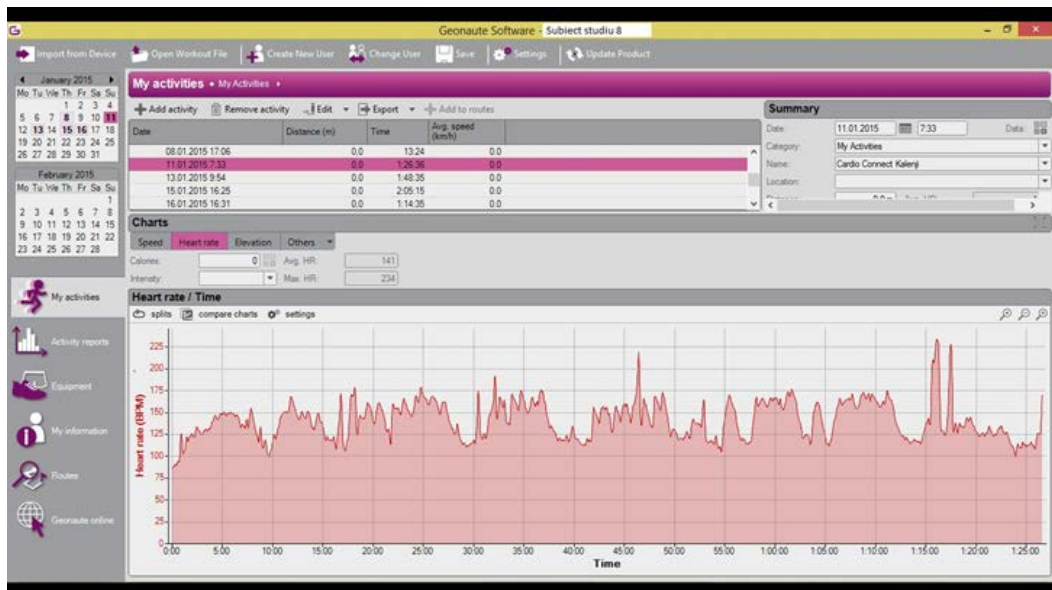 Geonaute Software - Subiect studiu 8
Import from Device Open Workout File Create New User Change User Save Settings Update Product
January 2015
Mo Tu We Th Fr Sa Su
1 2 3 4
5 6 7 8 9 10 11
12 13 14 15 16 17 18
19 20 21 22 23 24 25
26 27 28 29 30 31
February 2015
Mo Tu We Th Fr Sa Su
1
2 3 4 5 6 7 8
9 10 11 12 13 14 15
16 17 18 19 20 21 22
23 24 25 26 27 28
My activities
Activity reports
Equipment
My information
Routes
Geonaute online
My activities • My Activities
Add activity Remove activity Edit Export Add to routes
Date Distance (m) Time Avg. speed (km/h)
08.01.2015 17:06 0.0 13:24 0.0
11.01.2015 7:33 0.0 1:26:36 0.0
13.01.2015 9:54 0.0 1:48:35 0.0
15.01.2015 16:25 0.0 2:05:15 0.0
16.01.2015 16:31 0.0 1:14:35 0.0
Summary
Date: 11.01.2015 7:33 Data:
Category: My Activities
Name: Cardio Connect Kalenji
Location:
Charts
Speed Heart rate Elevation Others
Calories: 0 Avg. HR: 141
Intensity: Max. HR: 234
Heart rate / Time
splits compare charts settings
Heart rate (BPM)
225
200
175
150
125
100
75
50
25
0
0:00 5:00 10:00 15:00 20:00 25:00 30:00 35:00 40:00 45:00 50:00 55:00 1:00:00 1:05:00 1:10:00 1:15:00 1:20:00 1:25:00
Time